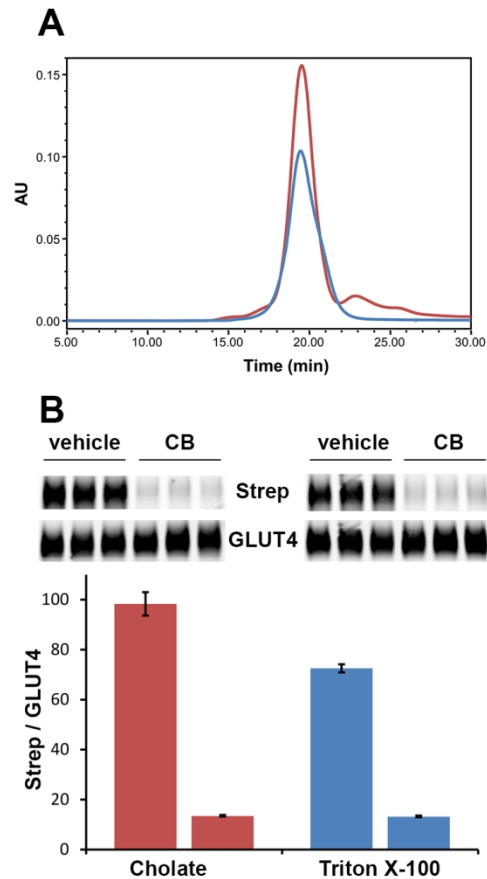 A
0.15
0.10
AU
0.05
0.00
5.00 10.00 15.00 20.00 25.00 30.00
Time (min)
B
vehicle CB vehicle CB
Strep
GLUT4
100
80
60
Strep / GLUT4
40
20
0
Cholate Triton X-100